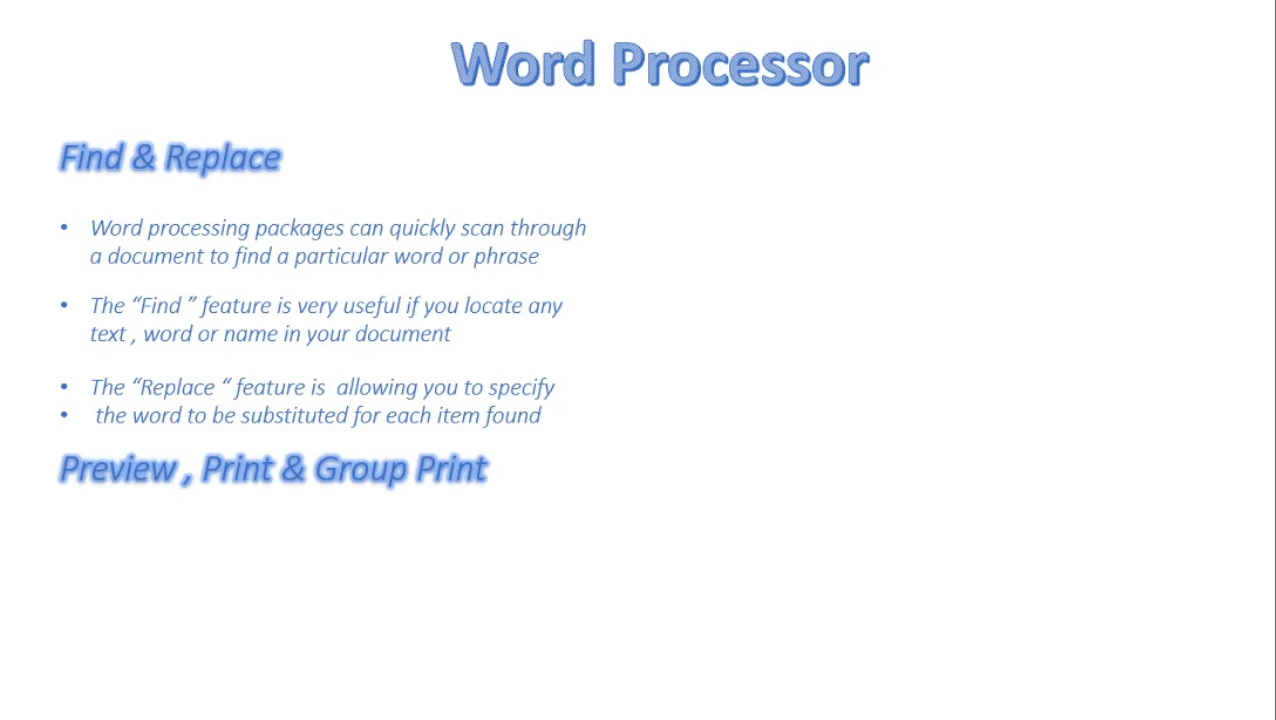 Word Processor
Find & Replace
• Word processing packages can quickly scan through
a document to find a particular word or phrase
• The “Find ” feature is very useful if you locate any
text , word or name in your document
• The “Replace “ feature is  allowing you to specify
•  the word to be substituted for each item found
Preview , Print & Group Print